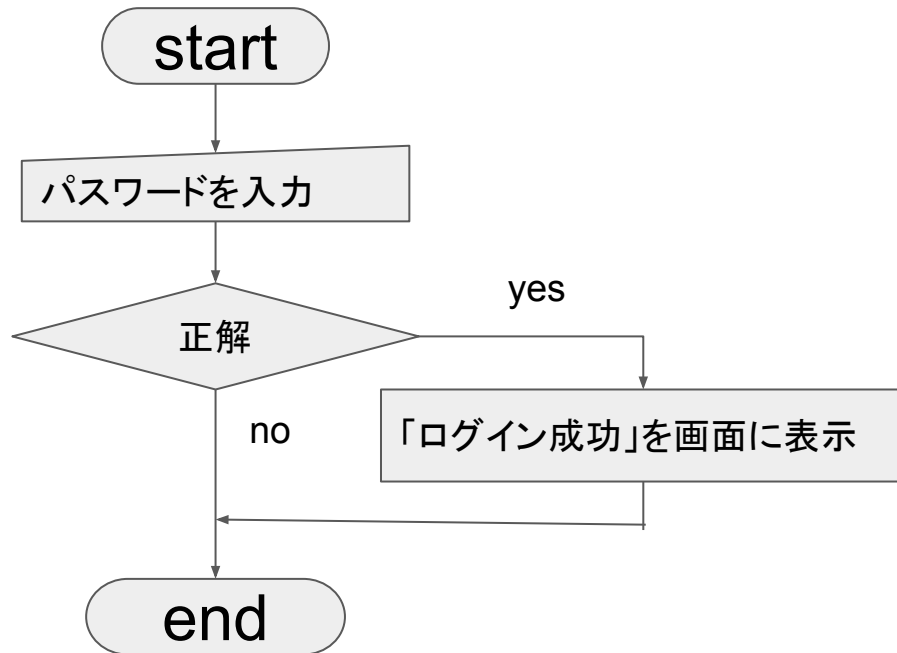 start
パスワードを入力
正解
yes
no
「ログイン成功」を画面に表示
end